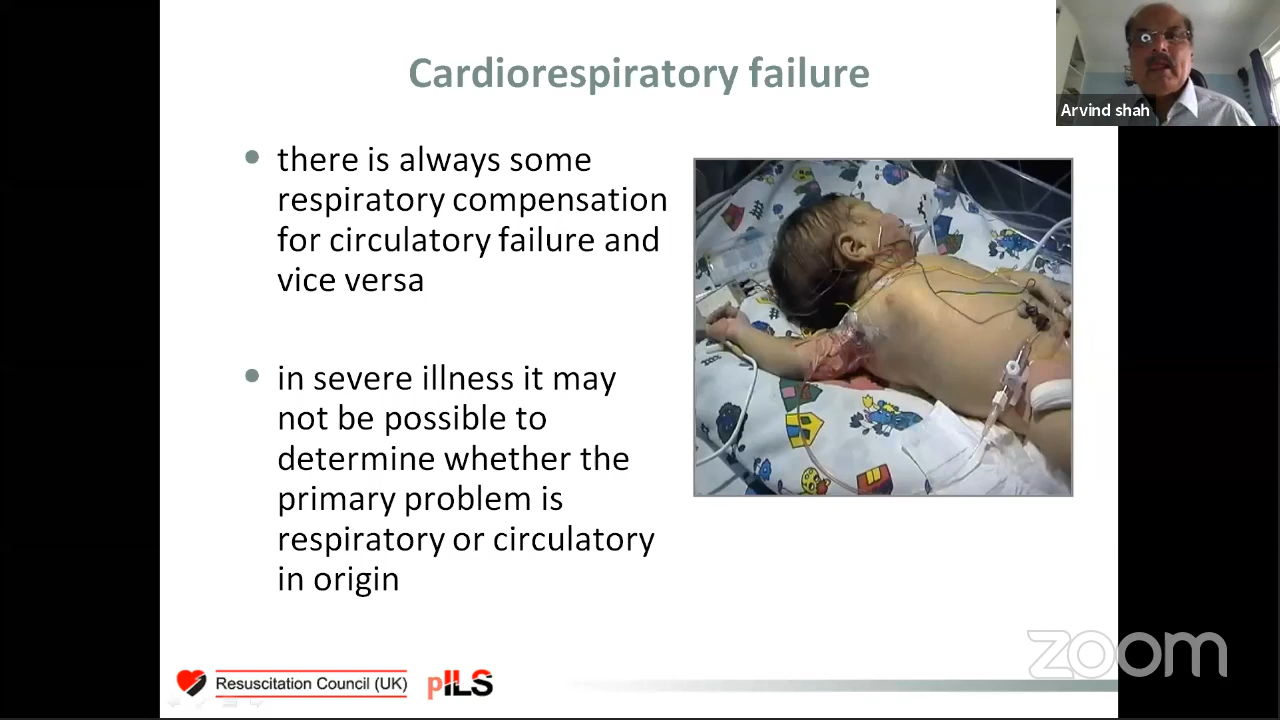 Cardiorespiratory failure
Arvind shah
• there is always some
respiratory compensation
for circulatory failure and
vice versa
• in severe illness it may
not be possible to
determine whether the
primary problem is
respiratory or circulatory
in origin
Resuscitation Council (UK)
pILS
zoom